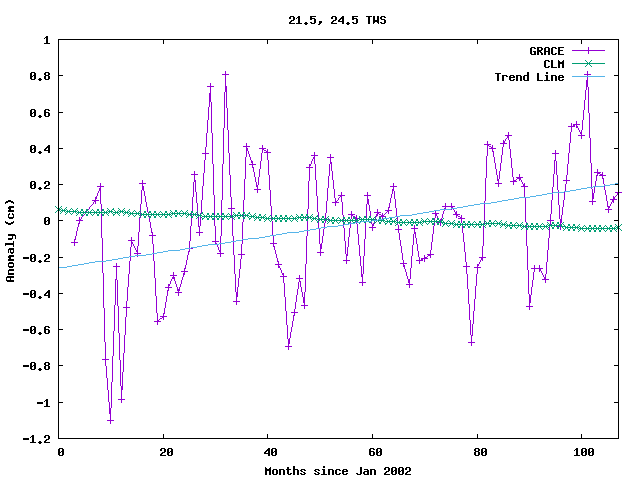 21.5, 24.5 TWS
GRACE
CLM
Trend Line
1
0.8
0.6
0.4
0.2
0
-0.2
-0.4
-0.6
-0.8
-1
-1.2
Anomaly (cm)
0 20 40 60 80 100
Months since Jan 2002